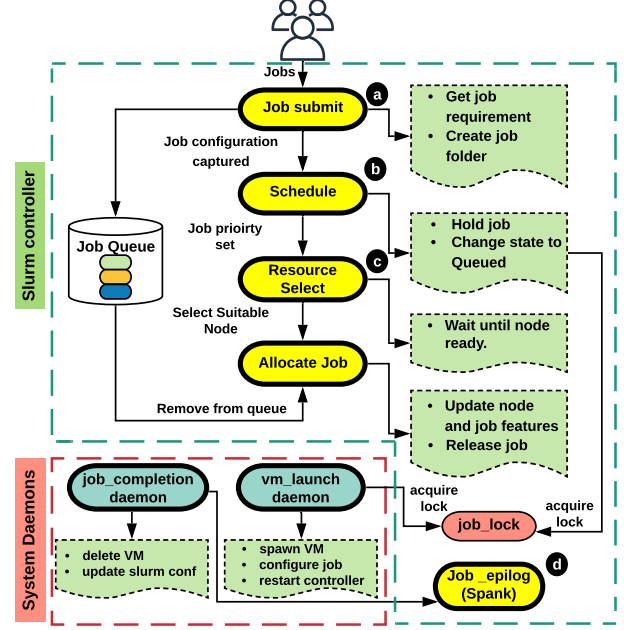 Jobs
Job submit
a
• Get job
requirement
• Create job
folder
Job configuration
captured
b
Schedule
Job prioirty
set
• Hold job
• Change state to
Queued
Slurm controller
Job Queue
c
Resource
Select
Select Suitable
Node
• Wait until node
ready.
Allocate Job
Remove from queue
• Update node
and job features
• Release job
System Daemons
job_completion
daemon
vm_launch
daemon
acquire
lock
job_lock
acquire
lock
• delete VM
• update slurm conf
• spawn VM
• configure job
• restart controller
d
Job _epilog
(Spank)